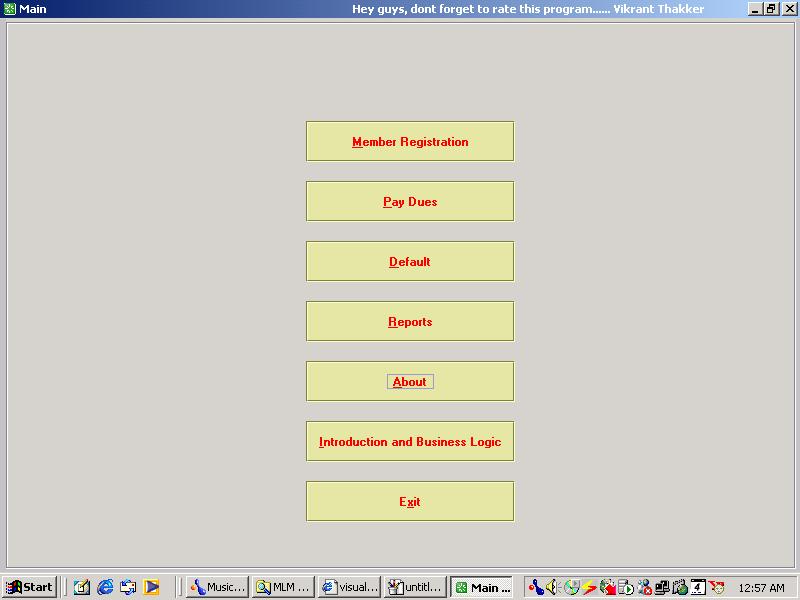 Main
Hey guys, dont forget to rate this program...... Vikrant Thakker
Member Registration
Pay Dues
Default
Reports
About
Introduction and Business Logic
Exit
Start
Music...
MLM ...
visual...
untitl...
Main ...
4
12:57 AM